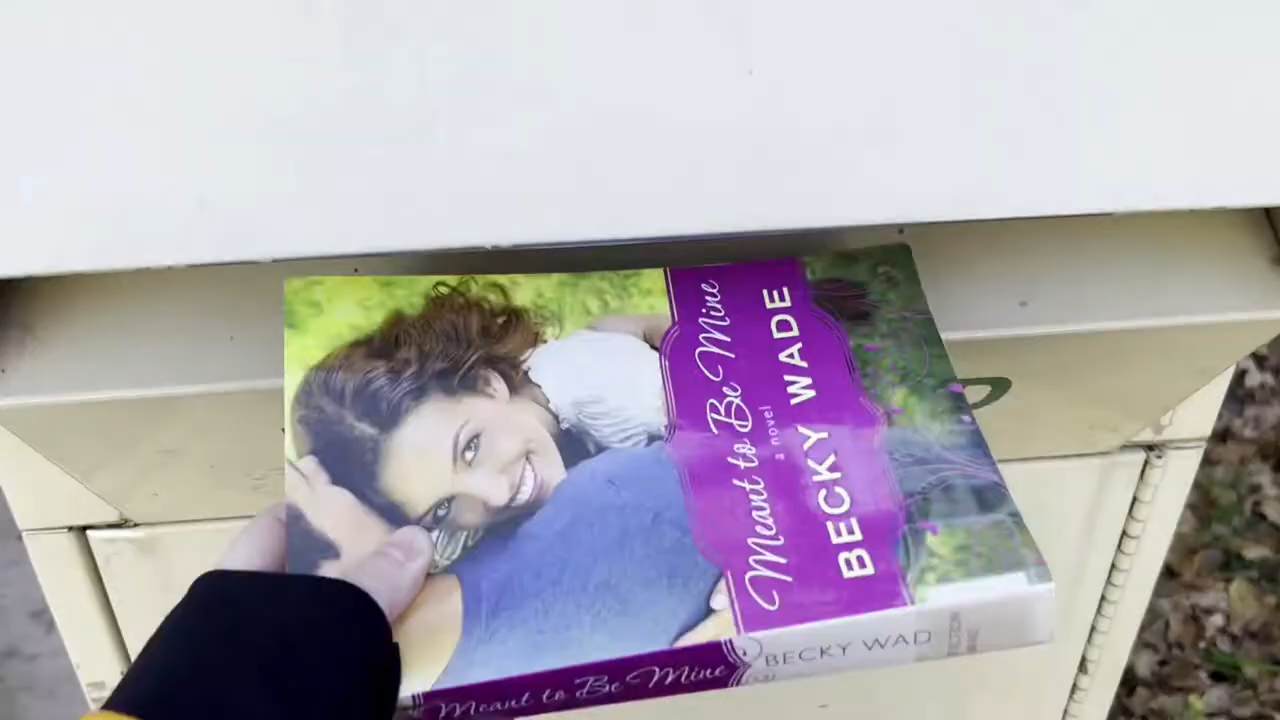 Meant to Be Mine
a novel
BECKY WADE
Meant to Be Mine
BECKY WAD